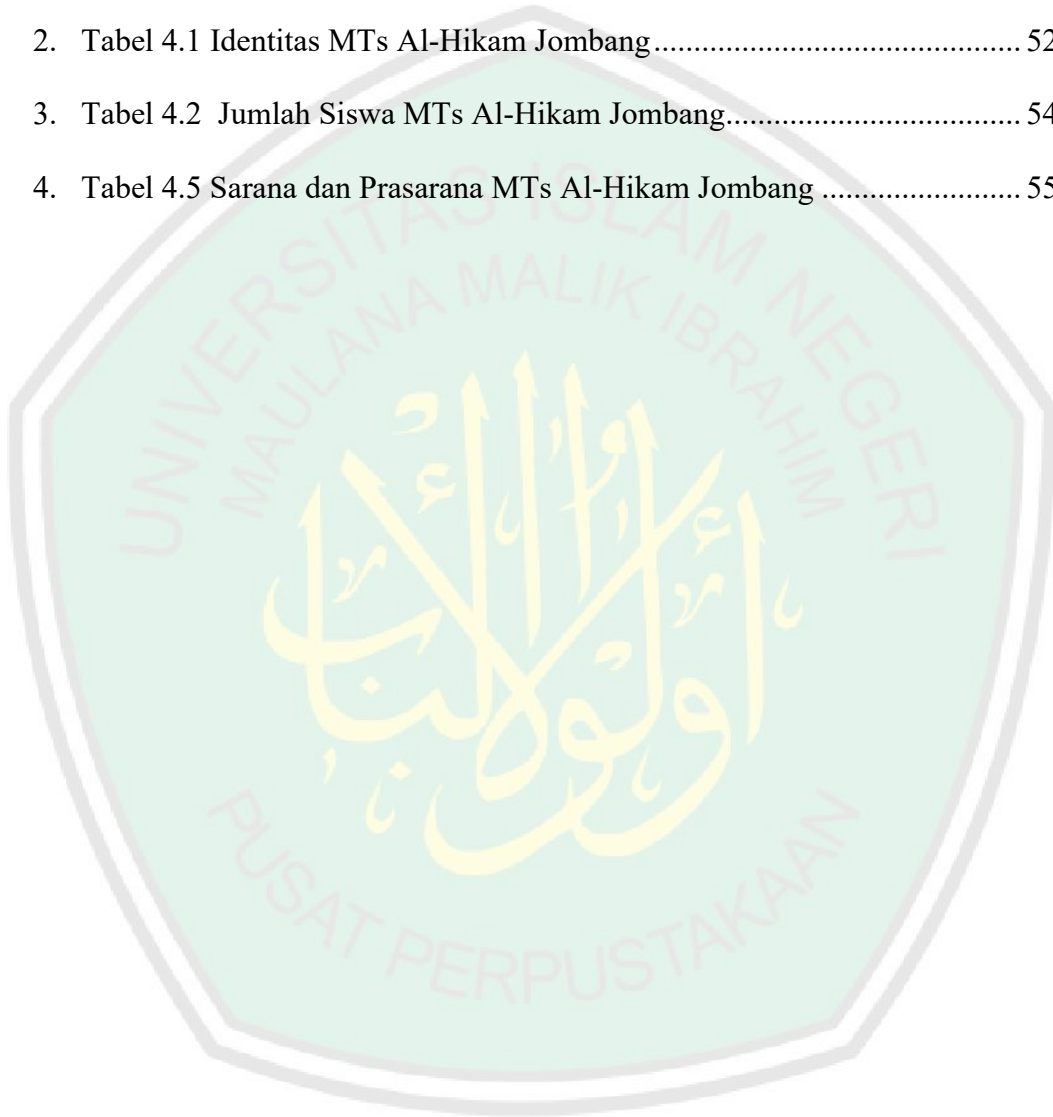 2. Tabel 4.1 Identitas MTs Al-Hikam Jombang.............................................. 52
3. Tabel 4.2 Jumlah Siswa MTs Al-Hikam Jombang..................................... 54
4. Tabel 4.5 Sarana dan Prasarana MTs Al-Hikam Jombang ......................... 55
UNIVERSITAS ISLAM NEGERI
MAULANA MALIK IBRAHIM
أولوا الألباب
PUSAT PERPUSTAKAAN